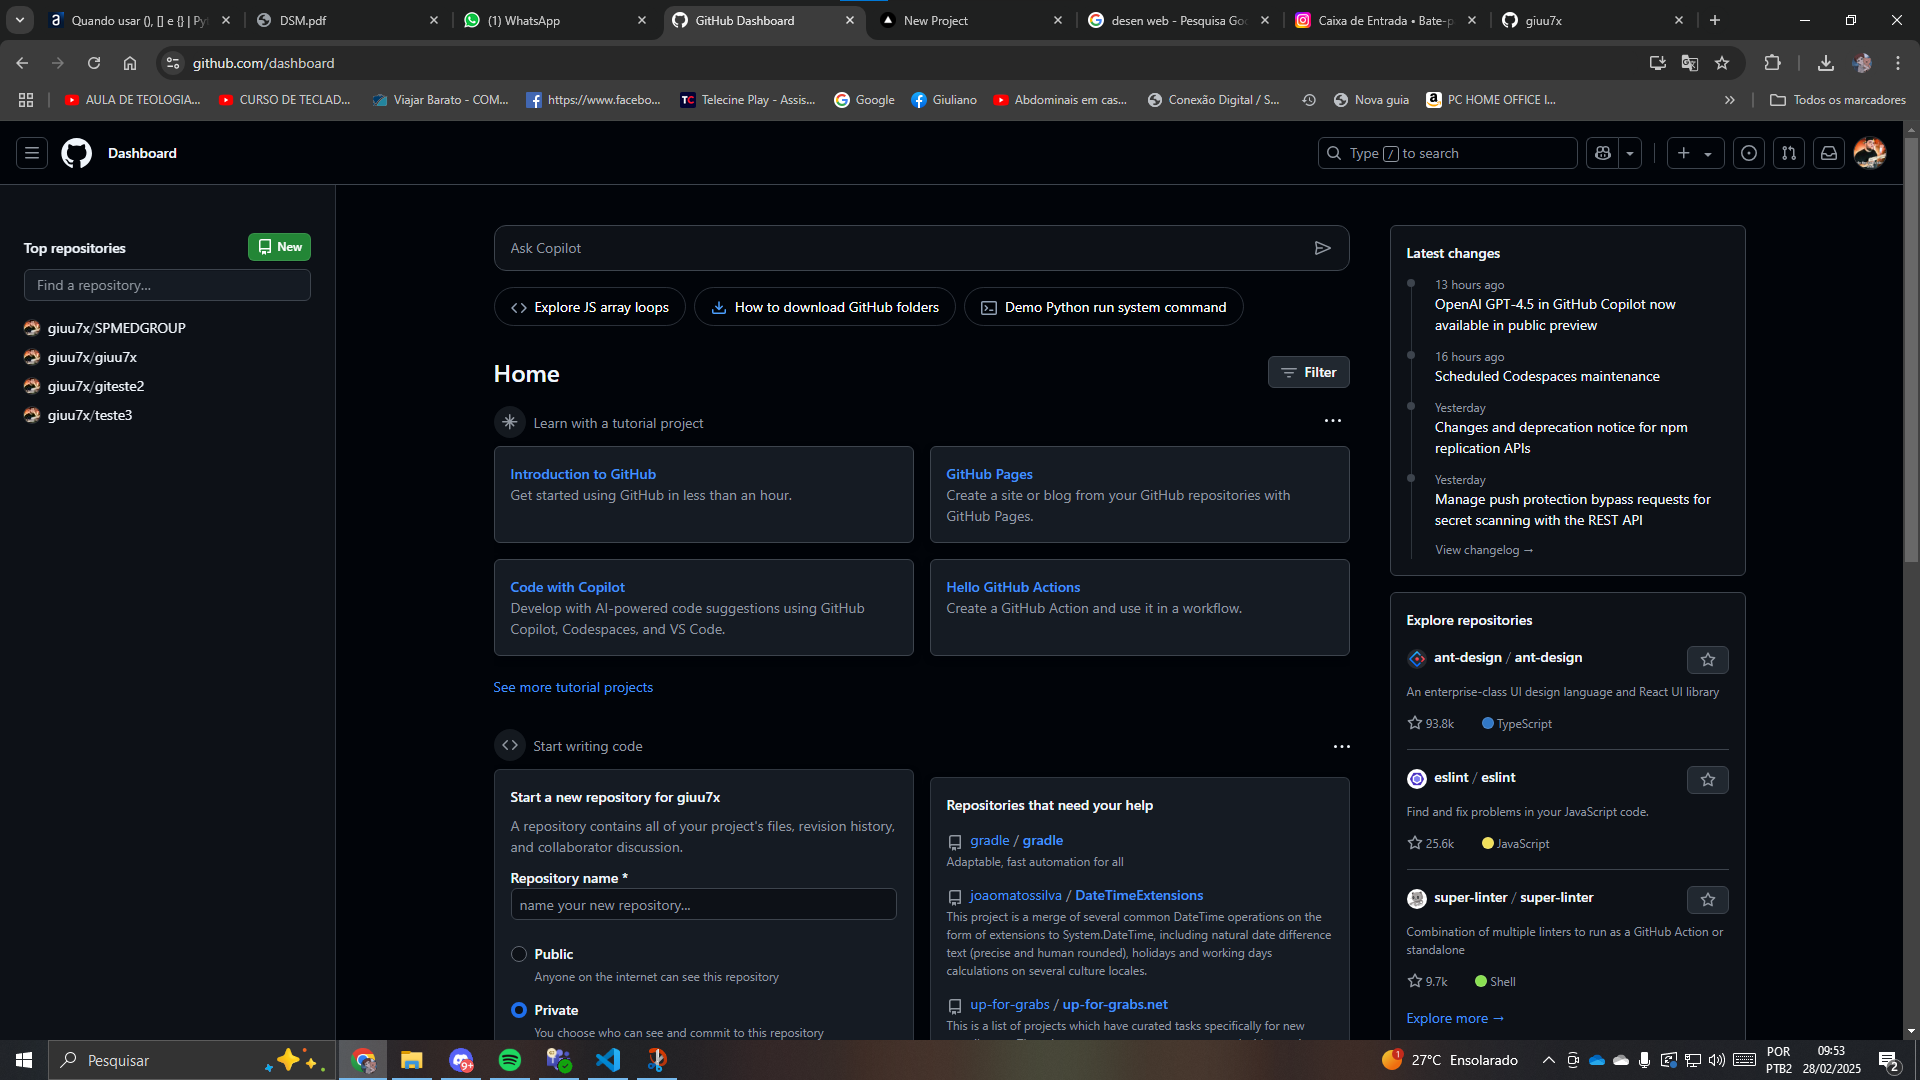 Quando usar (), [] e {} | Py
DSM.pdf
(1) WhatsApp
GitHub Dashboard
New Project
desen web - Pesquisa Goo
Caixa de Entrada • Bate-p
giuu7x
github.com/dashboard
AULA DE TEOLOGIA...
CURSO DE TECLAD...
Viajar Barato - COM...
https://www.facebo...
Telecine Play - Assis...
Google
Giuliano
Abdominais em cas...
Conexão Digital / S...
Nova guia
PC HOME OFFICE I...
Todos os marcadores
Dashboard
Type / to search
Top repositories
New
Find a repository...
giuu7x/SPMEDGROUP
giuu7x/giuu7x
giuu7x/giteste2
giuu7x/teste3
Ask Copilot
Explore JS array loops
How to download GitHub folders
Demo Python run system command
Home
Filter
Learn with a tutorial project
Introduction to GitHub
Get started using GitHub in less than an hour.
GitHub Pages
Create a site or blog from your GitHub repositories with
GitHub Pages.
Code with Copilot
Develop with AI-powered code suggestions using GitHub
Copilot, Codespaces, and VS Code.
Hello GitHub Actions
Create a GitHub Action and use it in a workflow.
See more tutorial projects
Start writing code
Start a new repository for giuu7x
A repository contains all of your project's files, revision history,
and collaborator discussion.
Repository name *
name your new repository...
Public
Anyone on the internet can see this repository
Private
You choose who can see and commit to this repository
Repositories that need your help
gradle / gradle
Adaptable, fast automation for all
joaomatossilva / DateTimeExtensions
This project is a merge of several common DateTime operations on the
form of extensions to System.DateTime, including natural date difference
text (precise and human rounded), holidays and working days
calculations on several culture locales.
up-for-grabs / up-for-grabs.net
This is a list of projects which have curated tasks specifically for new
Latest changes
13 hours ago
OpenAI GPT-4.5 in GitHub Copilot now
available in public preview
16 hours ago
Scheduled Codespaces maintenance
Yesterday
Changes and deprecation notice for npm
replication APIs
Yesterday
Manage push protection bypass requests for
secret scanning with the REST API
View changelog →
Explore repositories
ant-design / ant-design
An enterprise-class UI design language and React UI library
93.8k
TypeScript
eslint / eslint
Find and fix problems in your JavaScript code.
25.6k
JavaScript
super-linter / super-linter
Combination of multiple linters to run as a GitHub Action or
standalone
9.7k
Shell
Explore more →
Pesquisar
9+
1
27°C Ensolarado
POR
PTB2
09:53
28/02/2025
2